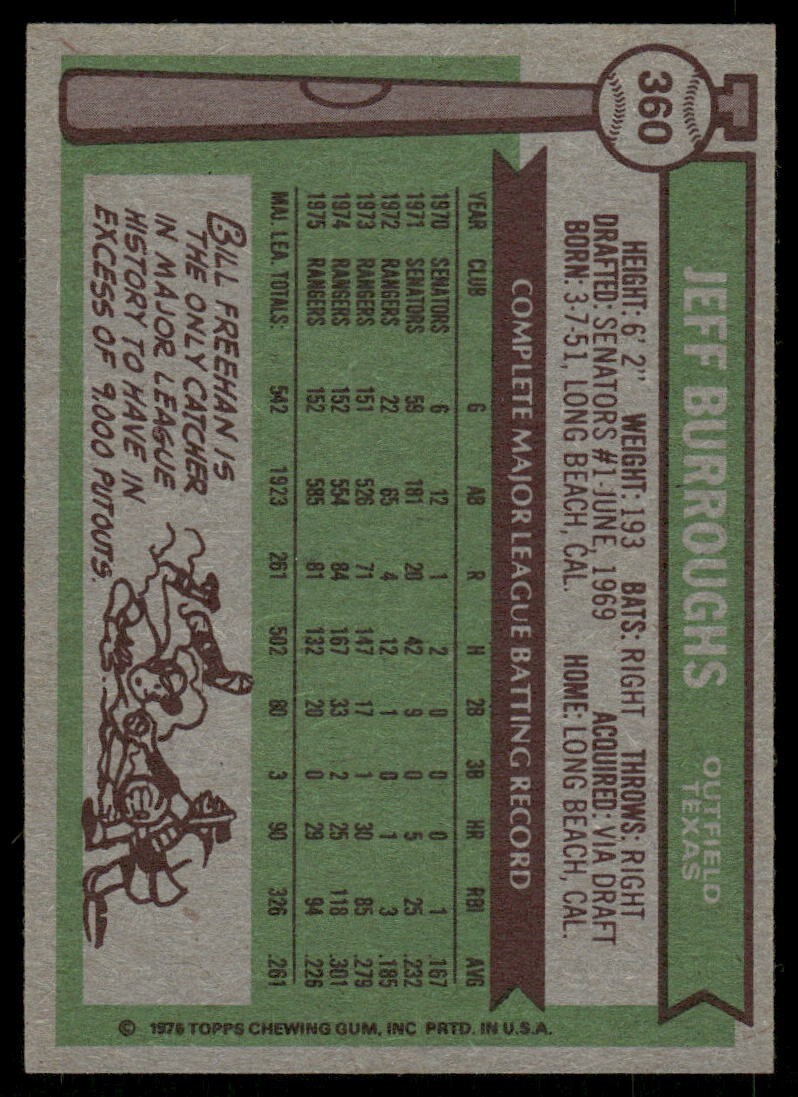 360
JEFF BURROUGHS
OUTFIELD
TEXAS
HEIGHT: 6' 2" WEIGHT: 193 BATS: RIGHT THROWS: RIGHT
DRAFTED: SENATORS #1-JUNE, 1969 ACQUIRED: VIA DRAFT
BORN: 3-7-51, LONG BEACH, CAL. HOME: LONG BEACH, CAL.
COMPLETE MAJOR LEAGUE BATTING RECORD
YEAR CLUB G AB R H 2B 3B HR RBI AVG
1970 SENATORS 6 12 1 2 0 0 0 1 .167
1971 SENATORS 59 181 20 42 9 0 5 25 .232
1972 RANGERS 22 65 4 12 1 0 1 3 .185
1973 RANGERS 151 526 71 147 17 1 30 85 .279
1974 RANGERS 152 554 84 167 33 2 25 118 .301
1975 RANGERS 152 585 81 132 20 0 29 94 .226
MAJ. LEA. TOTALS: 542 1923 261 502 80 3 90 326 .261
BILL FREEHAN IS
THE ONLY CATCHER
IN MAJOR LEAGUE
HISTORY TO HAVE IN
EXCESS OF 9,000 PUTOUTS.
© 1976 TOPPS CHEWING GUM, INC PRTD. IN U.S.A.